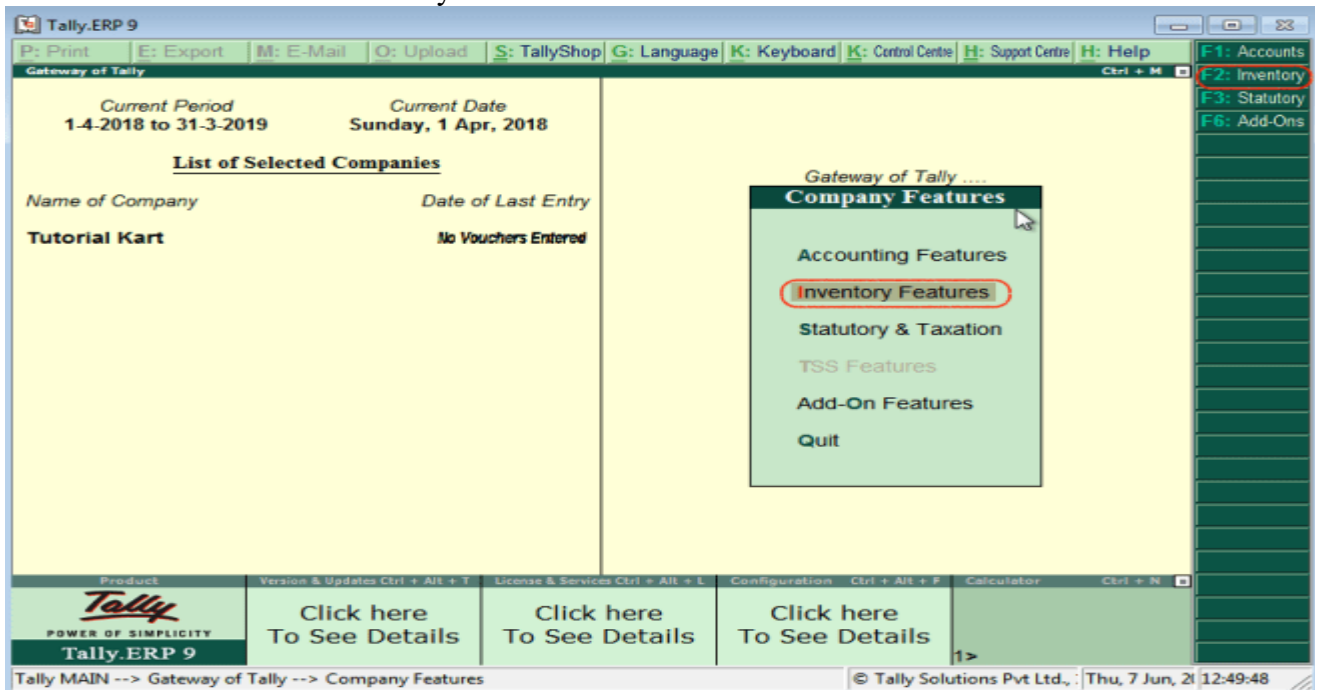 Tally.ERP 9
P: Print E: Export M: E-Mail O: Upload S: TallyShop G: Language K: Keyboard K: Control Centre H: Support Centre H: Help F1: Accounts
Gateway of Tally Ctrl + M F2: Inventory
F3: Statutory
F6: Add-Ons
Current Period Current Date
1-4-2018 to 31-3-2019 Sunday, 1 Apr, 2018
List of Selected Companies
Name of Company Date of Last Entry
Tutorial Kart No Vouchers Entered
Gateway of Tally ....
Company Features
Accounting Features
Inventory Features
Statutory & Taxation
TSS Features
Add-On Features
Quit
Product Version & Updates Ctrl + Alt + T License & Services Ctrl + Alt + L Configuration Ctrl + Alt + F Calculator Ctrl + N
Tally
POWER OF SIMPLICITY
Tally.ERP 9
Click here
To See Details
Click here
To See Details
Click here
To See Details
1>
Tally MAIN --> Gateway of Tally --> Company Features © Tally Solutions Pvt Ltd., Thu, 7 Jun, 12:49:48